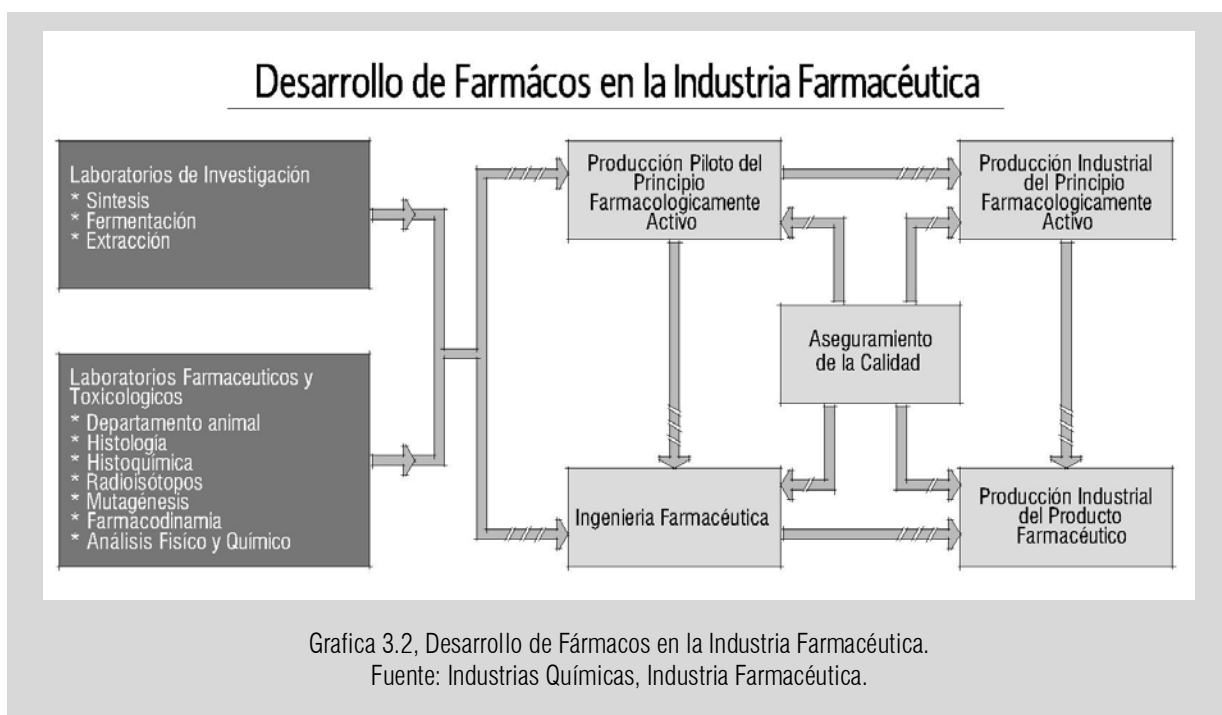 Desarrollo de Farmácos en la Industria Farmacéutica
Laboratorios de Investigación
* Sintesis
* Fermentación
* Extracción
Laboratorios Farmaceuticos y
Toxicologicos
* Departamento animal
* Histología
* Histoquímica
* Radioisótopos
* Mutagénesis
* Farmacodinamia
* Análisis Fisíco y Químico
Producción Piloto del
Principio
Farmacologicamente
Activo
Producción Industrial
del Principio
Farmacologicamente
Activo
Aseguramiento
de la Calidad
Ingenieria Farmacéutica
Producción Industrial
del Producto
Farmacéutico
Grafica 3.2, Desarrollo de Fármacos en la Industria Farmacéutica.
Fuente: Industrias Químicas, Industria Farmacéutica.